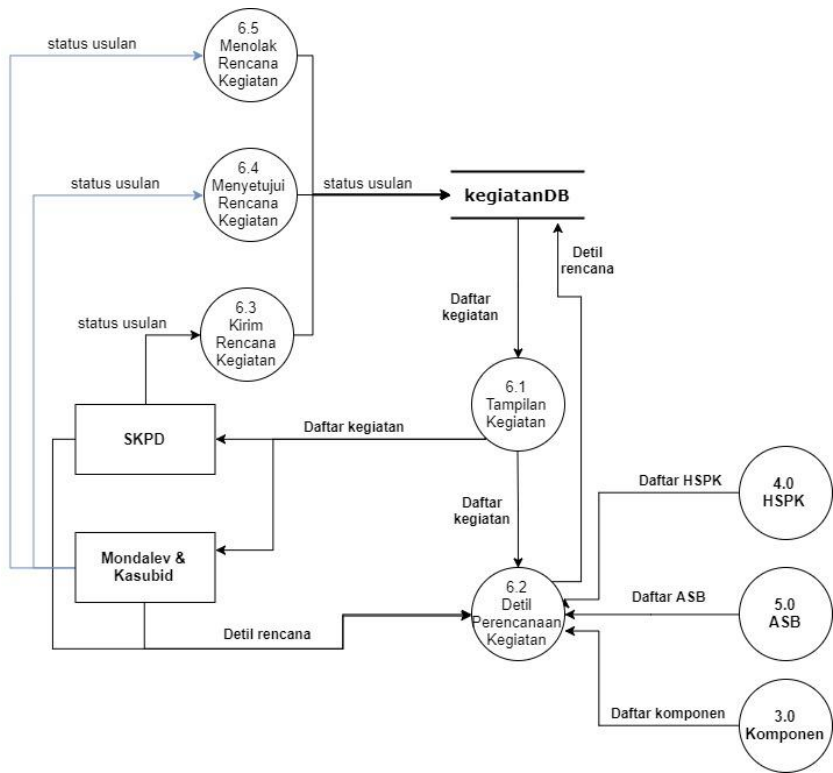 6.5
Menolak
Rencana
Kegiatan
status usulan
6.4
Menyetujui
Rencana
Kegiatan
status usulan
status usulan
kegiatanDB
Detil
rencana
6.3
Kirim
Rencana
Kegiatan
status usulan
Daftar
kegiatan
6.1
Tampilan
Kegiatan
SKPD
Daftar kegiatan
Daftar HSPK
4.0
HSPK
Daftar
kegiatan
Mondalev &
Kasubid
6.2
Detil
Perencanaan
Kegiatan
Daftar ASB
5.0
ASB
Detil rencana
Daftar komponen
3.0
Komponen